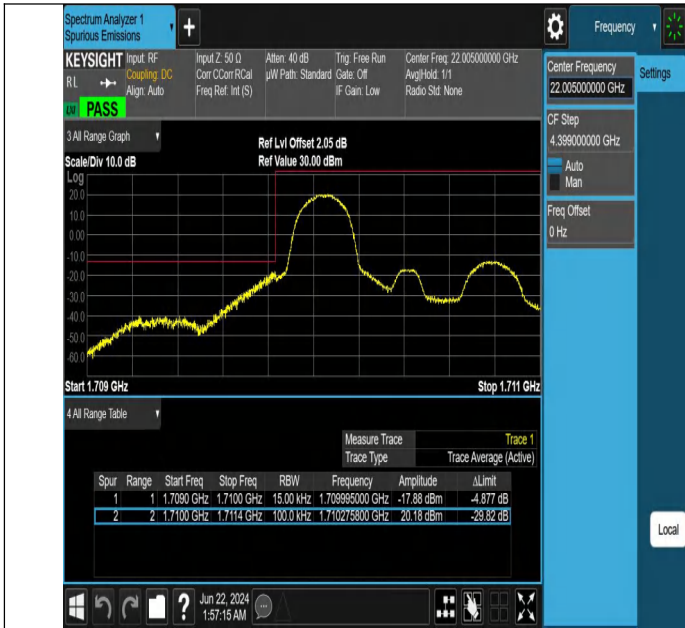 Spectrum Analyzer 1
Spurious Emissions
Frequency
KEYSIGHT
RL
PASS
Input: RF
Coupling: DC
Align: Auto
Input Z: 50 Ω
Corr CCorr RCal
Freq Ref: Int (S)
Atten: 40 dB
µW Path: Standard
Trig: Free Run
Gate: Off
IF Gain: Low
Center Freq: 22.005000000 GHz
Avg|Hold: 1/1
Radio Std: None
Center Frequency
22.005000000 GHz
Settings
CF Step
4.399000000 GHz
Auto
Man
Freq Offset
0 Hz
3 All Range Graph
Scale/Div 10.0 dB
Ref Lvl Offset 2.05 dB
Ref Value 30.00 dBm
Log
20.0
10.0
0.00
-10.0
-20.0
-30.0
-40.0
-50.0
-60.0
Start 1.709 GHz
Stop 1.711 GHz
4 All Range Table
Measure Trace Trace 1
Trace Type Trace Average (Active)
Spur Range Start Freq Stop Freq RBW Frequency Amplitude ΔLimit
1 1 1.7090 GHz 1.7100 GHz 15.00 kHz 1.709995000 GHz -17.88 dBm -4.877 dB
2 2 1.7100 GHz 1.7114 GHz 100.0 kHz 1.710275800 GHz 20.18 dBm -29.82 dB
Local
Jun 22, 2024
1:57:15 AM